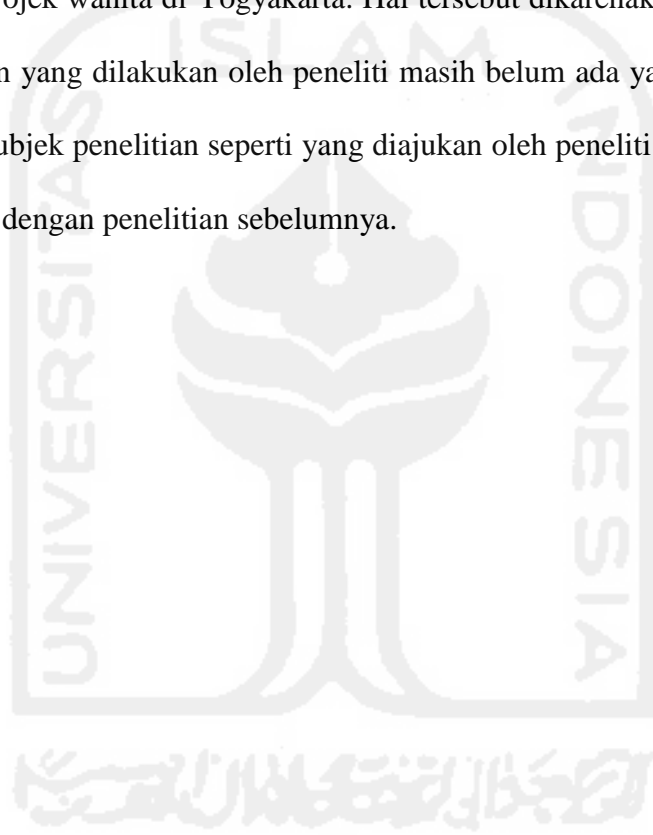 ojek wanita di Yogyakarta. Hal tersebut dikarenak
yang dilakukan oleh peneliti masih belum ada ya
ubjek penelitian seperti yang diajukan oleh peneliti
dengan penelitian sebelumnya.
ISLAM
UNIVERSITAS
INDONESIA